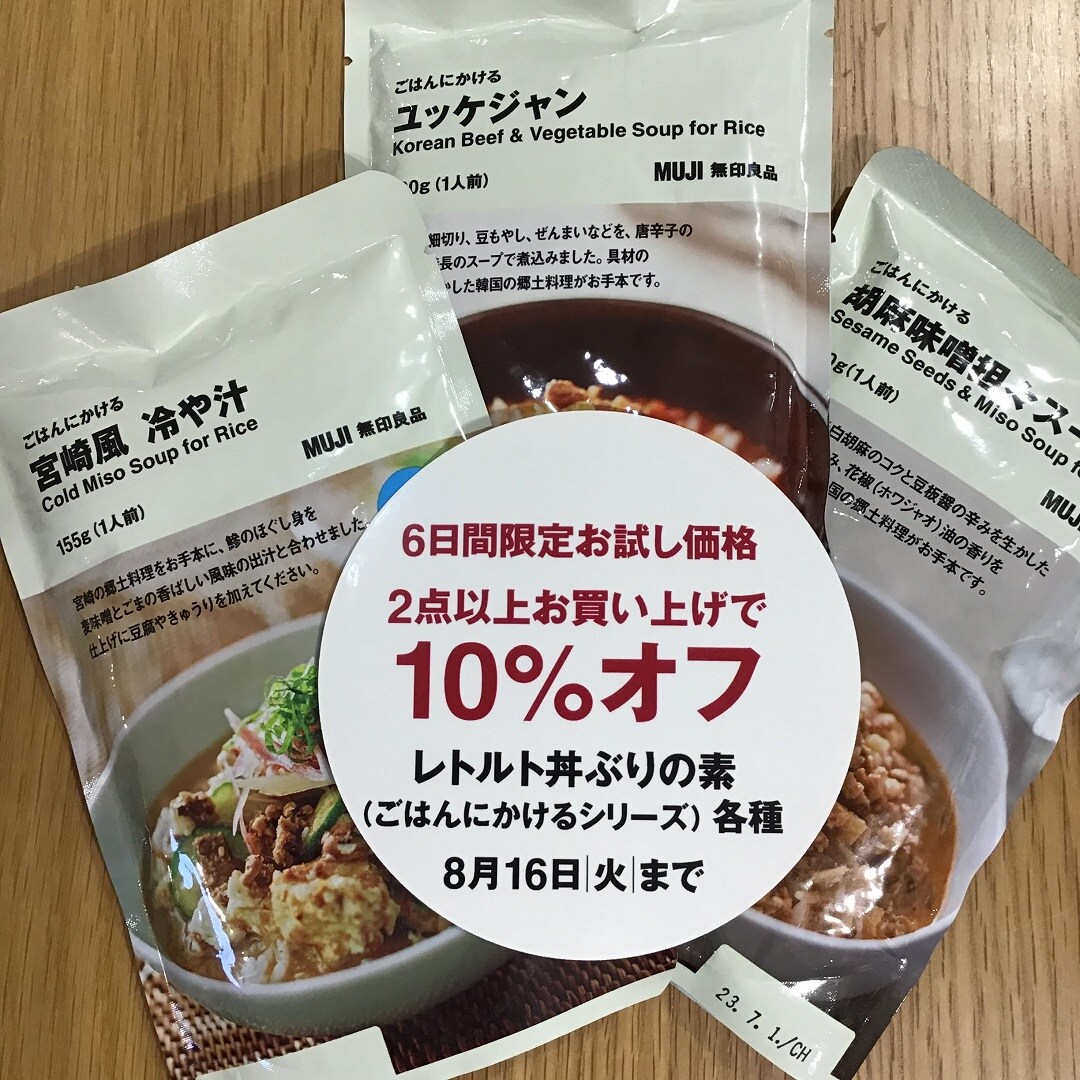 ごはんにかける
ユッケジャン
Korean Beef & Vegetable Soup for Rice
0g（1人前）
MUJI 無印良品
細切り、豆もやし、ぜんまいなどを、唐辛子の
長のスープで煮込みました。具材の
かした韓国の郷土料理がお手本です。
ごはんにかける
宮崎風 冷や汁
Cold Miso Soup for Rice
155g（1人前）
MUJI 無印良品
宮崎の郷土料理をお手本に、鯵のほぐし身を
麦味噌とごまの香ばしい風味の出汁と合わせました。
仕上げに豆腐やきゅうりを加えてください。
ごはんにかける
胡麻味噌担々スー
Sesame Seeds & Miso Soup fo
0g（1人前）
MUJI
白胡麻のコクと豆板醤の辛みを生かした
み、花椒（ホワジャオ）油の香りを
国の郷土料理がお手本です。
6日間限定お試し価格
2点以上お買い上げで
10%オフ
レトルト丼ぶりの素
（ごはんにかけるシリーズ）各種
8月16日|火|まで
23. 7. 1./CH